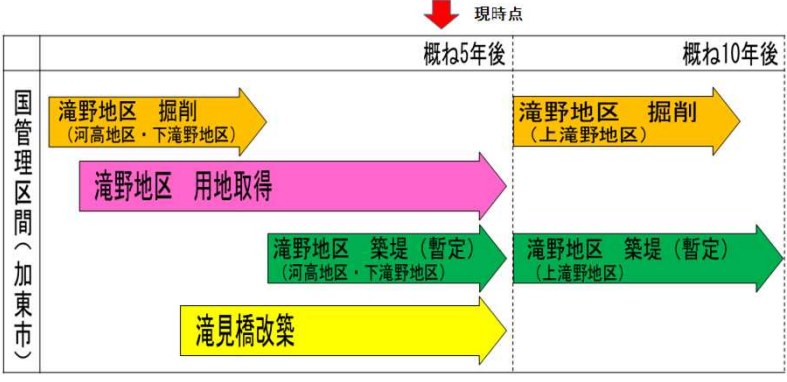 現時点
概ね5年後
概ね10年後
国管理区間（加東市）
滝野地区　掘削
（河高地区・下滝野地区）
滝野地区　掘削
（上滝野地区）
滝野地区　用地取得
滝野地区　築堤（暫定）
（河高地区・下滝野地区）
滝野地区　築堤（暫定）
（上滝野地区）
滝見橋改築